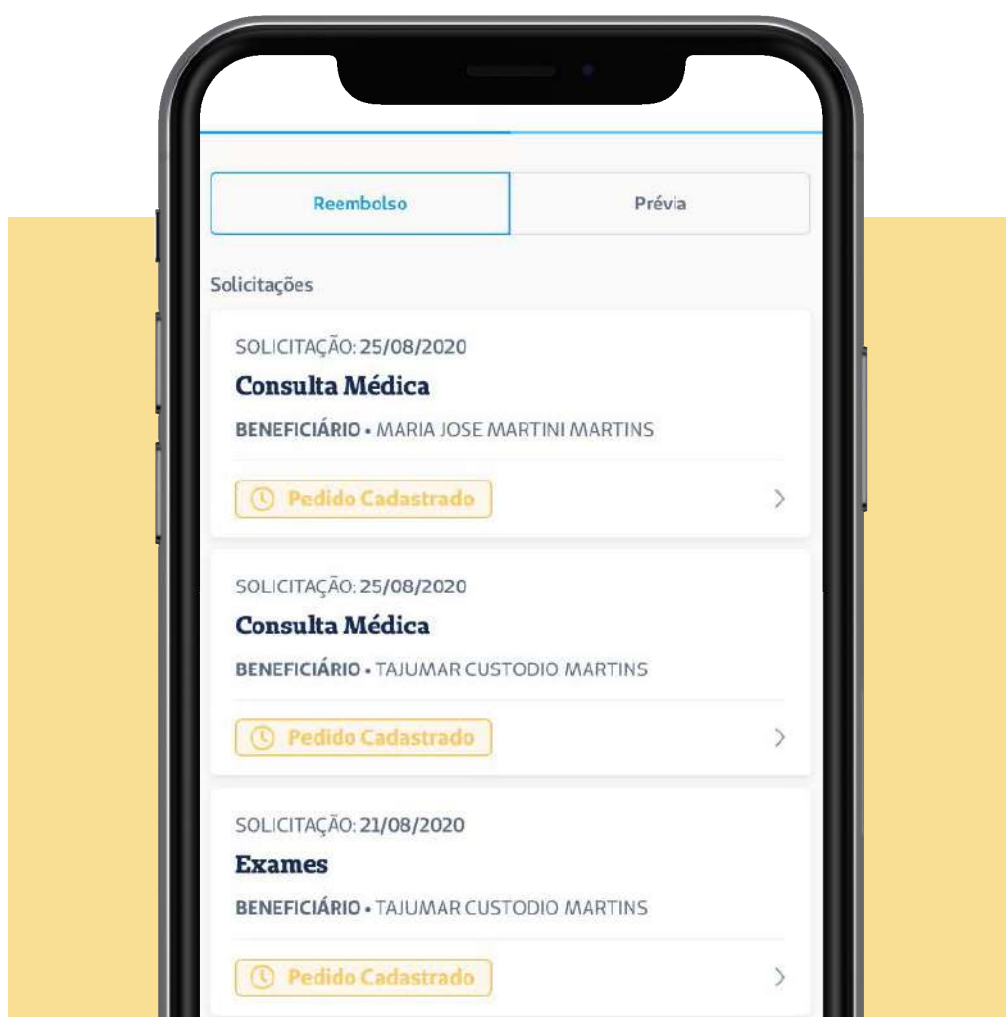 Reembolso
Prévia
Solicitações
SOLICITAÇÃO: 25/08/2020
Consulta Médica
BENEFICIÁRIO • MARIA JOSE MARTINI MARTINS
Pedido Cadastrado
SOLICITAÇÃO: 25/08/2020
Consulta Médica
BENEFICIÁRIO • TAJUMAR CUSTODIO MARTINS
Pedido Cadastrado
SOLICITAÇÃO: 21/08/2020
Exames
BENEFICIÁRIO • TAJUMAR CUSTODIO MARTINS
Pedido Cadastrado